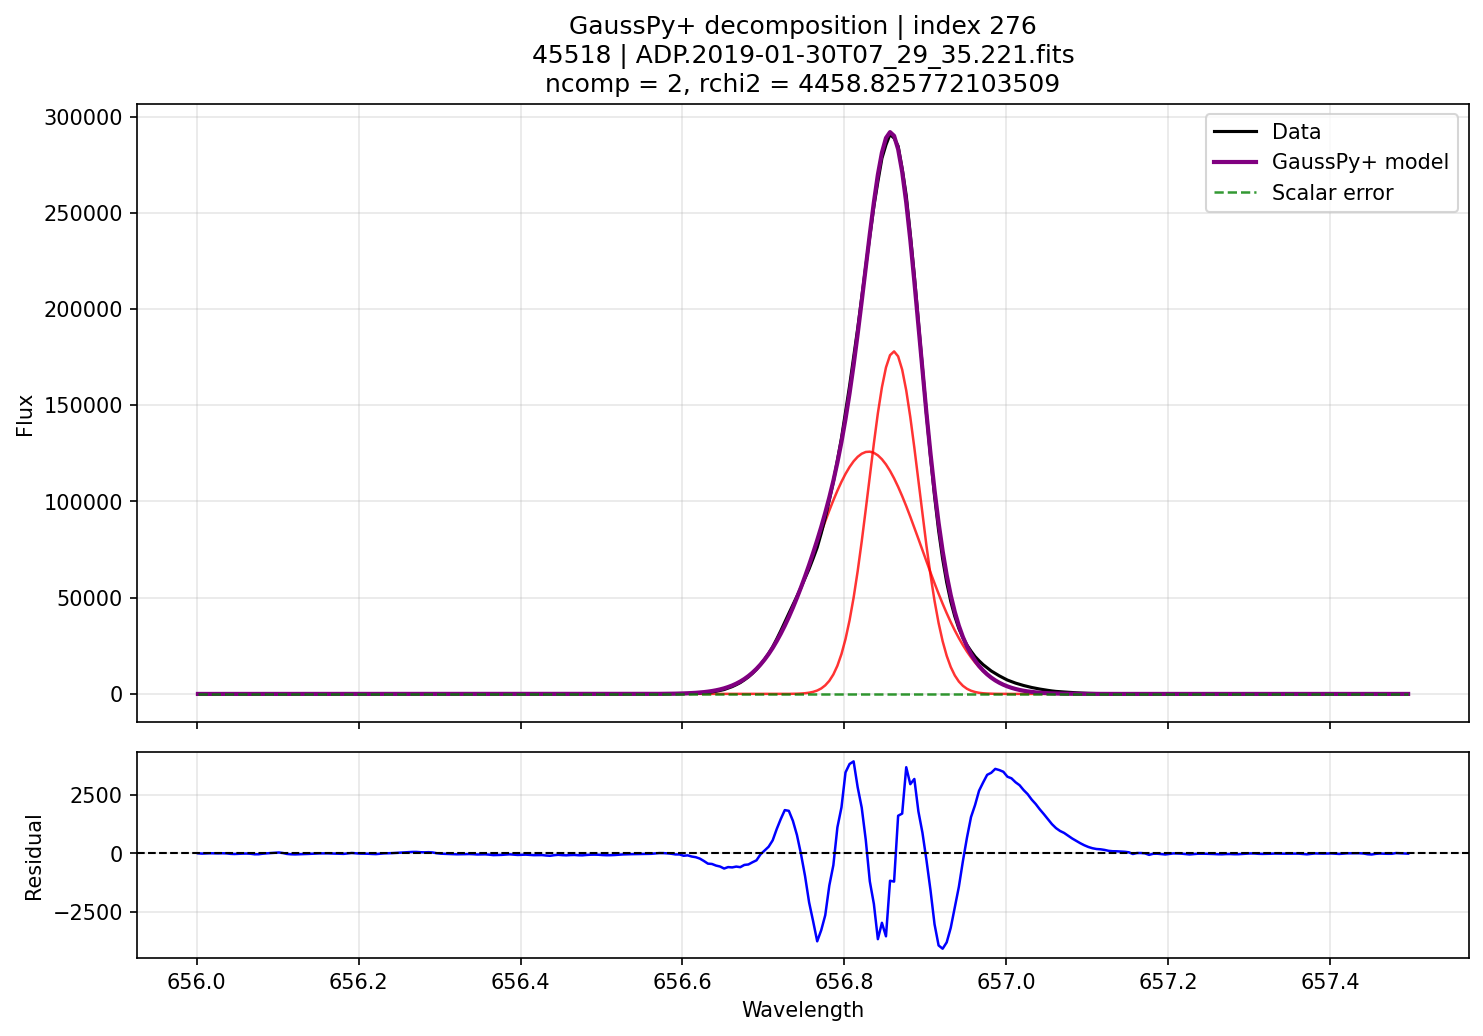 GaussPy+ decomposition | index 276
45518 | ADP.2019-01-30T07_29_35.221.fits
ncomp = 2, rchi2 = 4458.825772103509
Data
GaussPy+ model
Scalar error
Flux
300000
250000
200000
150000
100000
50000
0
Residual
2500
0
−2500
656.0 656.2 656.4 656.6 656.8 657.0 657.2 657.4
Wavelength